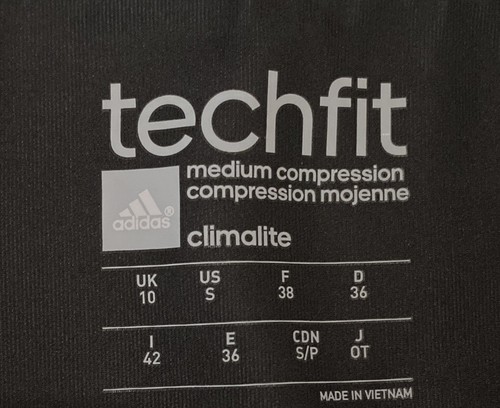 techfit
medium compression
compression mojenne
adidas®
climalite
UK US F D
10 S 38 36
I E CDN J
42 36 S/P OT
MADE IN VIETNAM